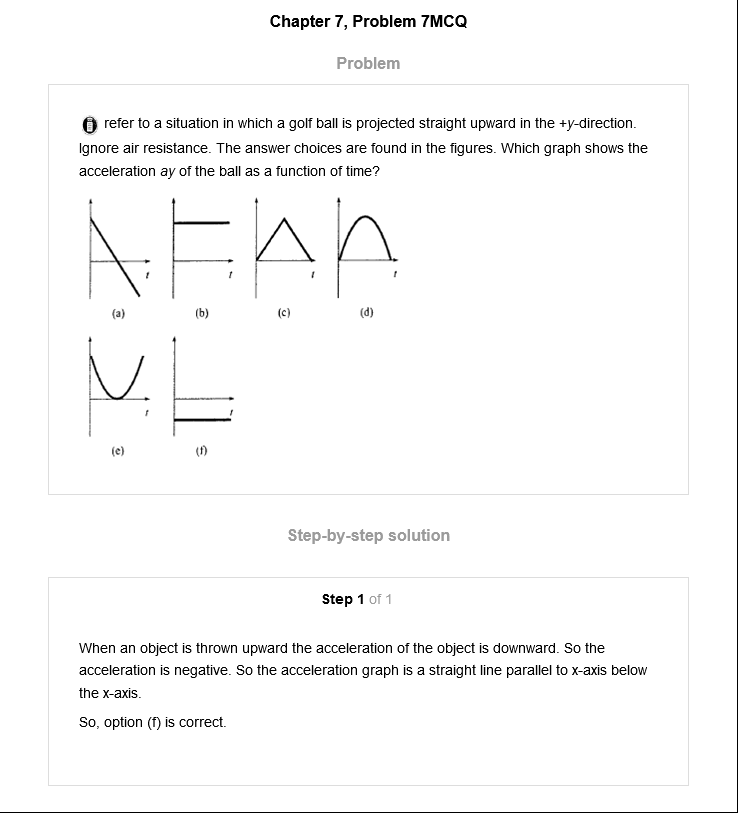 Chapter 7, Problem 7MCQ
Problem
refer to a situation in which a golf ball is projected straight upward in the +y-direction.
Ignore air resistance. The answer choices are found in the figures. Which graph shows the
acceleration ay of the ball as a function of time?
t t t t
(a) (b) (c) (d)
t t
(e) (f)
Step-by-step solution
Step 1 of 1
When an object is thrown upward the acceleration of the object is downward. So the
acceleration is negative. So the acceleration graph is a straight line parallel to x-axis below
the x-axis.
So, option (f) is correct.